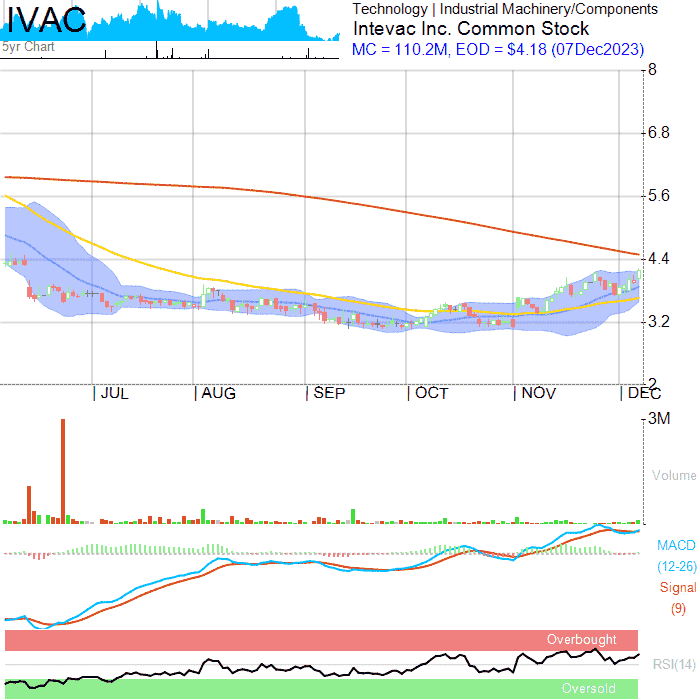 IVAC
5yr Chart
Technology | Industrial Machinery/Components
Intevac Inc. Common Stock
MC = 110.2M, EOD = $4.18 (07Dec2023)
8
6.8
5.6
4.4
3.2
2
JUL AUG SEP OCT NOV DEC
3M
Volume
MACD
(12-26)
Signal
(9)
Overbought
RSI(14)
Oversold